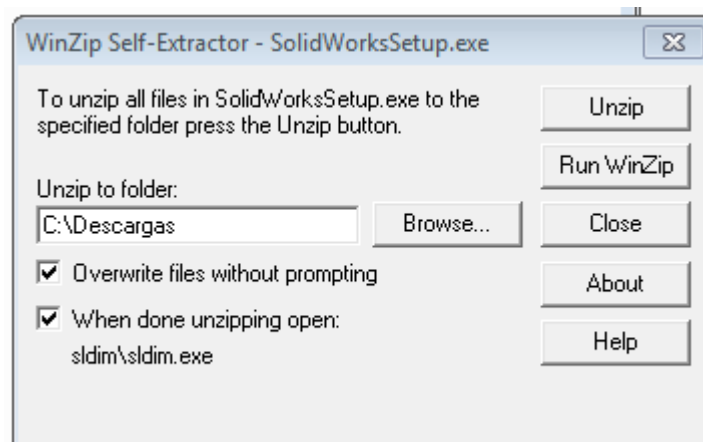 WinZip Self-Extractor - SolidWorksSetup.exe
To unzip all files in SolidWorksSetup.exe to the
specified folder press the Unzip button.
Unzip
Run WinZip
Unzip to folder:
C:\Descargas
Browse...
Close
Overwrite files without prompting
About
When done unzipping open:
sldim\sldim.exe
Help